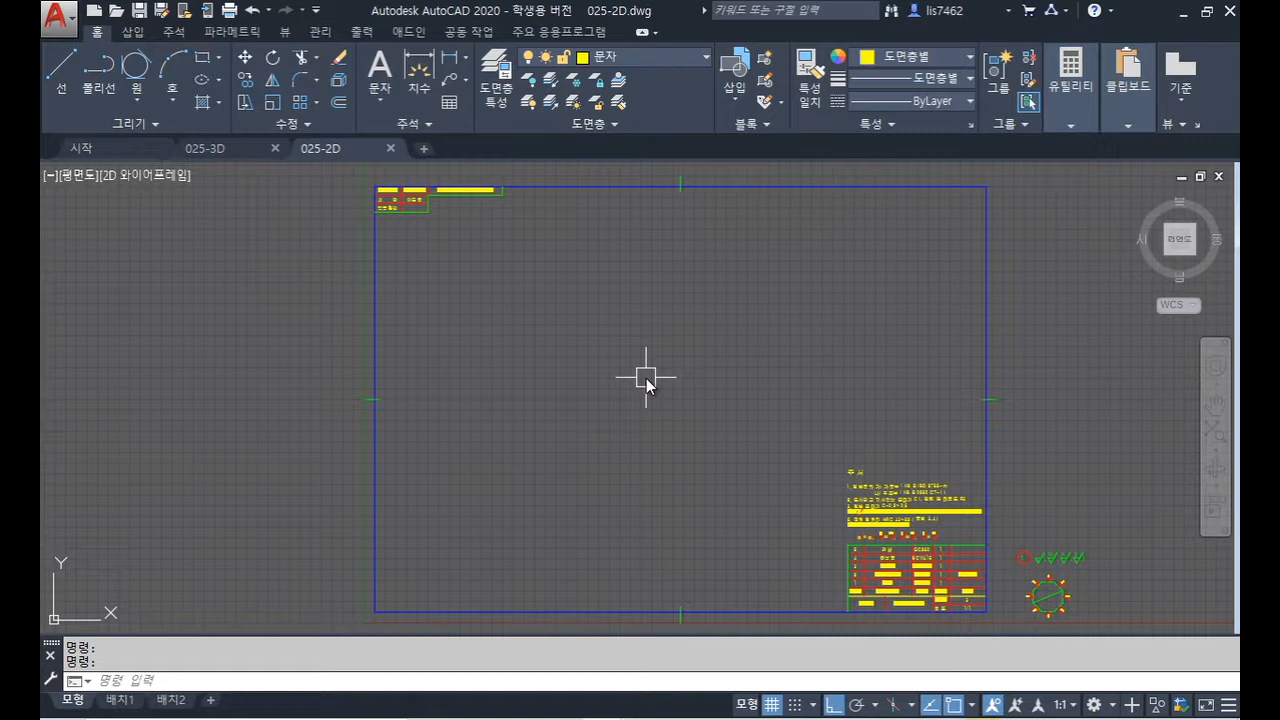 Autodesk AutoCAD 2020 - 학생용 버전 025-2D.dwg
키워드 또는 구절 입력
lis7462
홈 삽입 주석 파라메트릭 뷰 관리 출력 애드인 공동 작업 주요 응용프로그램
선 폴리선 원 호
문자 치수
도면층 특성
문자
삽입
특성 일치
도면층별
도면층별
ByLayer
그룹
유틸리티
클립보드
기준
그리기 수정 주석 도면층 블록 특성 그룹 뷰
시작 025-3D 025-2D
[−][평면도][2D 와이어프레임]
북
서 평면도 동
남
WCS
주 서
Y
X
명령:
명령:
명령 입력
모형 배치1 배치2
모형 1:1